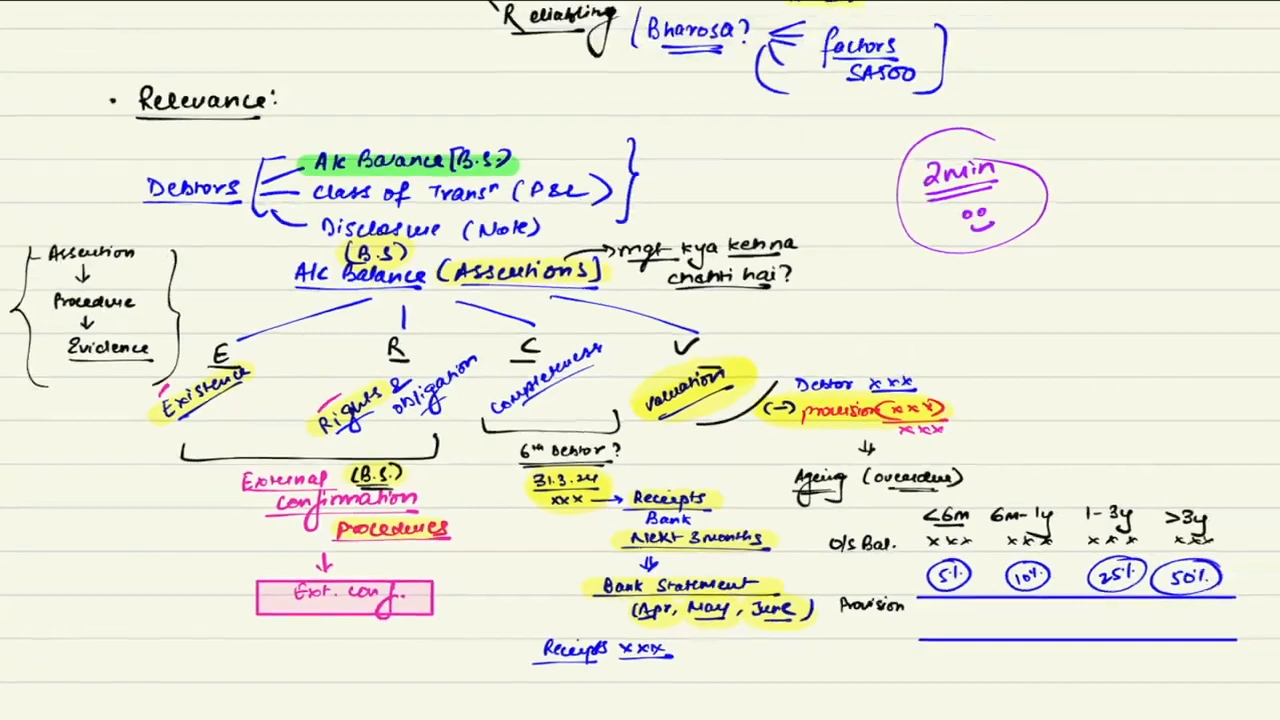 Reliability (Bharosa?
factors
SA500
• Relevance:
Debtors
A/c Balance [B.S.)
Class of Transⁿ (P&L)
Disclosure (Note)
2min
(B.S)
A/c Balance (Assertions]
→ mgt kya kehna
chahti hai?
Assertion
↓
Procedure
↓
Evidence
E R C V
Existence
Rights &
obligation
Completeness
valuation
Debtor xxx
(-) provision (xxx)
xxx
External (B.S.)
confirmation
procedures
Ext. conf.
6th Debtor?
31.3.24
xxx → Receipts
Bank
Next 3 months
Bank Statement
(Apr, May, June)
Receipts xxx
Ageing (overdue)
<6m 6m-1y 1-3y >3y
O/s Bal. xxx xxx xxx xxx
5% 10% 25% 50%
Provision